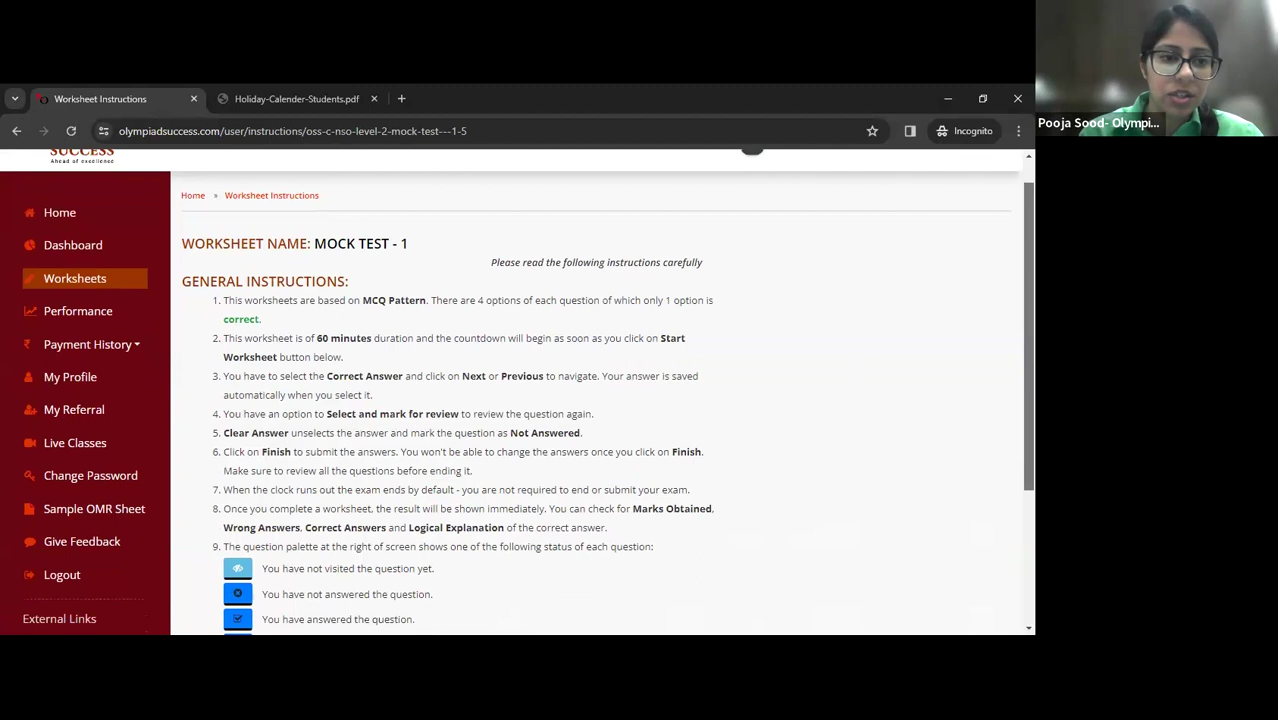 Worksheet Instructions
Holiday-Calender-Students.pdf
olympiadsuccess.com/user/instructions/oss-c-nso-level-2-mock-test---1-5
Incognito
Pooja Sood- Olympi...
SUCCESS
Ahead of excellence
Home
Dashboard
Worksheets
Performance
₹ Payment History
My Profile
My Referral
Live Classes
Change Password
Sample OMR Sheet
Give Feedback
Logout
External Links
Home » Worksheet Instructions
WORKSHEET NAME: MOCK TEST - 1
Please read the following instructions carefully
GENERAL INSTRUCTIONS:
1. This worksheets are based on MCQ Pattern. There are 4 options of each question of which only 1 option is
correct.
2. This worksheet is of 60 minutes duration and the countdown will begin as soon as you click on Start
Worksheet button below.
3. You have to select the Correct Answer and click on Next or Previous to navigate. Your answer is saved
automatically when you select it.
4. You have an option to Select and mark for review to review the question again.
5. Clear Answer unselects the answer and mark the question as Not Answered.
6. Click on Finish to submit the answers. You won't be able to change the answers once you click on Finish.
Make sure to review all the questions before ending it.
7. When the clock runs out the exam ends by default - you are not required to end or submit your exam.
8. Once you complete a worksheet, the result will be shown immediately. You can check for Marks Obtained,
Wrong Answers, Correct Answers and Logical Explanation of the correct answer.
9. The question palette at the right of screen shows one of the following status of each question:
You have not visited the question yet.
You have not answered the question.
You have answered the question.